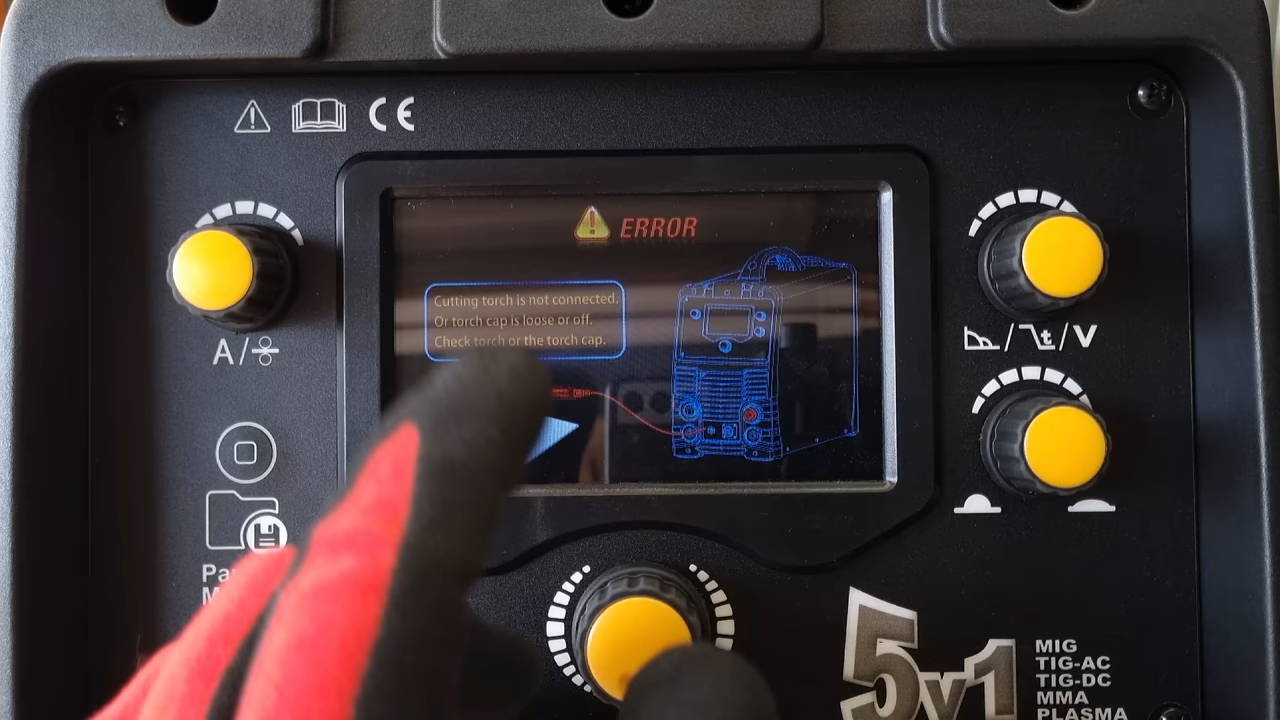 CE
ERROR
Cutting torch is not connected.
Or torch cap is loose or off.
Check torch or the torch cap.
A/
/t/V
5v1
MIG
TIG-AC
TIG-DC
MMA
PLASMA